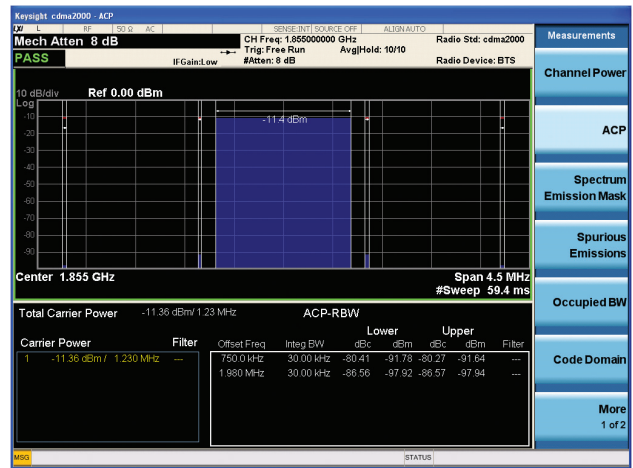 Keysight cdma2000 - ACP
LXI L RF 50 Ω AC SENSE:INT SOURCE OFF ALIGN AUTO
Mech Atten 8 dB
CH Freq: 1.855000000 GHz
Radio Std: cdma2000
Trig: Free Run Avg|Hold: 10/10
PASS
IFGain:Low
#Atten: 8 dB
Radio Device: BTS
10 dB/div Ref 0.00 dBm
Log
-10
-20
-30
-40
-50
-60
-70
-80
-90
-11.4 dBm
Center 1.855 GHz
Span 4.5 MHz
#Sweep 59.4 ms
Total Carrier Power -11.36 dBm/ 1.23 MHz ACP-RBW
Lower Upper
Carrier Power Filter
Offset Freq Integ BW dBc dBm dBc dBm Filter
1 -11.36 dBm / 1.230 MHz ---
750.0 kHz 30.00 kHz -80.41 -91.78 -80.27 -91.64 ---
1.980 MHz 30.00 kHz -86.56 -97.92 -86.57 -97.94 ---
MSG
STATUS
Measurements
Channel Power
ACP
Spectrum
Emission Mask
Spurious
Emissions
Occupied BW
Code Domain
More
1 of 2